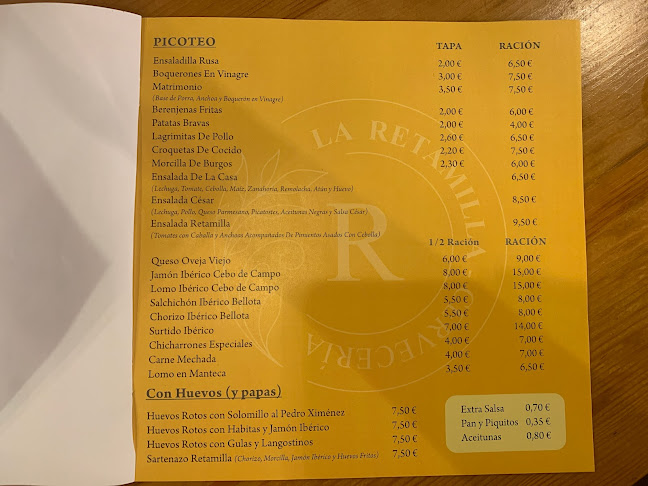 PICOTEO TAPA RACIÓN
Ensaladilla Rusa 2,00 € 6,50 €
Boquerones En Vinagre 3,00 € 7,50 €
Matrimonio 3,50 € 7,50 €
(Base de Porra, Anchoa y Boquerón en Vinagre)
Berenjenas Fritas 2,00 € 6,00 €
Patatas Bravas 2,00 € 4,00 €
Lagrimitas De Pollo 2,60 € 6,50 €
Croquetas De Cocido 2,20 € 7,50 €
Morcilla De Burgos 2,30 € 6,00 €
Ensalada De La Casa 6,50 €
(Lechuga, Tomate, Cebolla, Maíz, Zanahoria, Remolacha, Atún y Huevo)
Ensalada César 8,50 €
(Lechuga, Pollo, Queso Parmesano, Picatostes, Aceitunas Negras y Salsa César)
Ensalada Retamilla 9,50 €
(Tomates con Caballa y Anchoas Acompañados De Pimientos Asados Con Cebolla)
1/2 Ración RACIÓN
Queso Oveja Viejo 6,00 € 9,00 €
Jamón Ibérico Cebo de Campo 8,00 € 15,00 €
Lomo Ibérico Cebo de Campo 8,00 € 15,00 €
Salchichón Ibérico Bellota 5,50 € 8,00 €
Chorizo Ibérico Bellota 5,50 € 8,00 €
Surtido Ibérico 7,00 € 14,00 €
Chicharrones Especiales 4,00 € 7,00 €
Carne Mechada 4,00 € 7,00 €
Lomo en Manteca 3,50 € 6,50 €
Con Huevos (y papas)
Huevos Rotos con Solomillo al Pedro Ximénez 7,50 €
Huevos Rotos con Habitas y Jamón Ibérico 7,50 €
Huevos Rotos con Gulas y Langostinos 7,50 €
Sartenazo Retamilla (Chorizo, Morcilla, Jamón Ibérico y Huevos Fritos) 7,50 €
Extra Salsa 0,70 €
Pan y Piquitos 0,35 €
Aceitunas 0,80 €
LA RETAMILLA CERVECERÍA
R